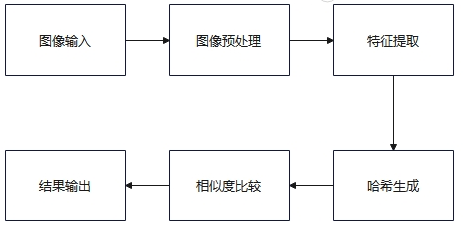 图像输入
图像预处理
特征提取
哈希生成
相似度比较
结果输出